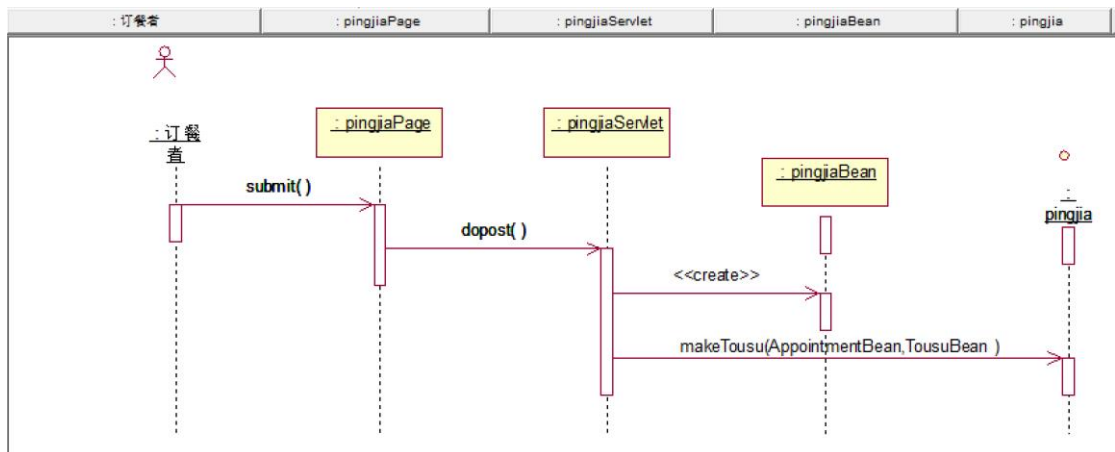 : 订餐者
: pingjiaPage
: pingjiaServlet
: pingjiaBean
: pingjia
: 订餐
者
: pingjiaPage
: pingjiaServlet
: pingjiaBean
:
pingjia
submit( )
dopost( )
<<create>>
makeTousu(AppointmentBean,TousuBean )